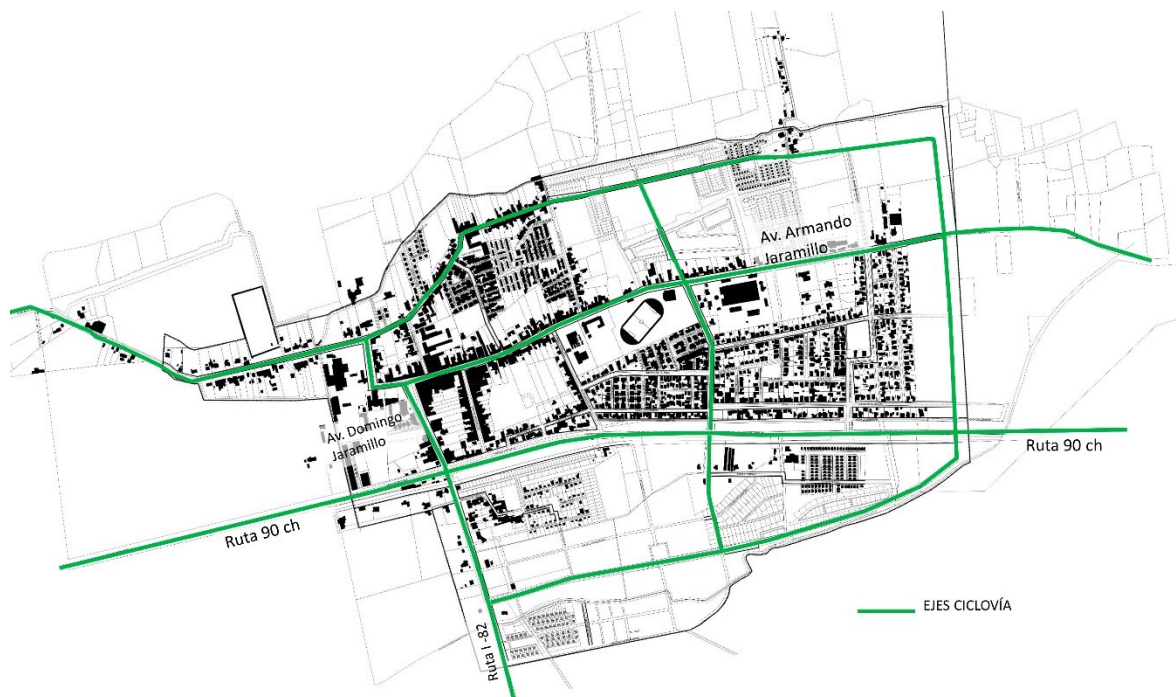 Av. Armando
Jaramillo
Av. Domingo
Jaramillo
Ruta 90 ch
Ruta 90 ch
Ruta I -82
EJES CICLOVÍA